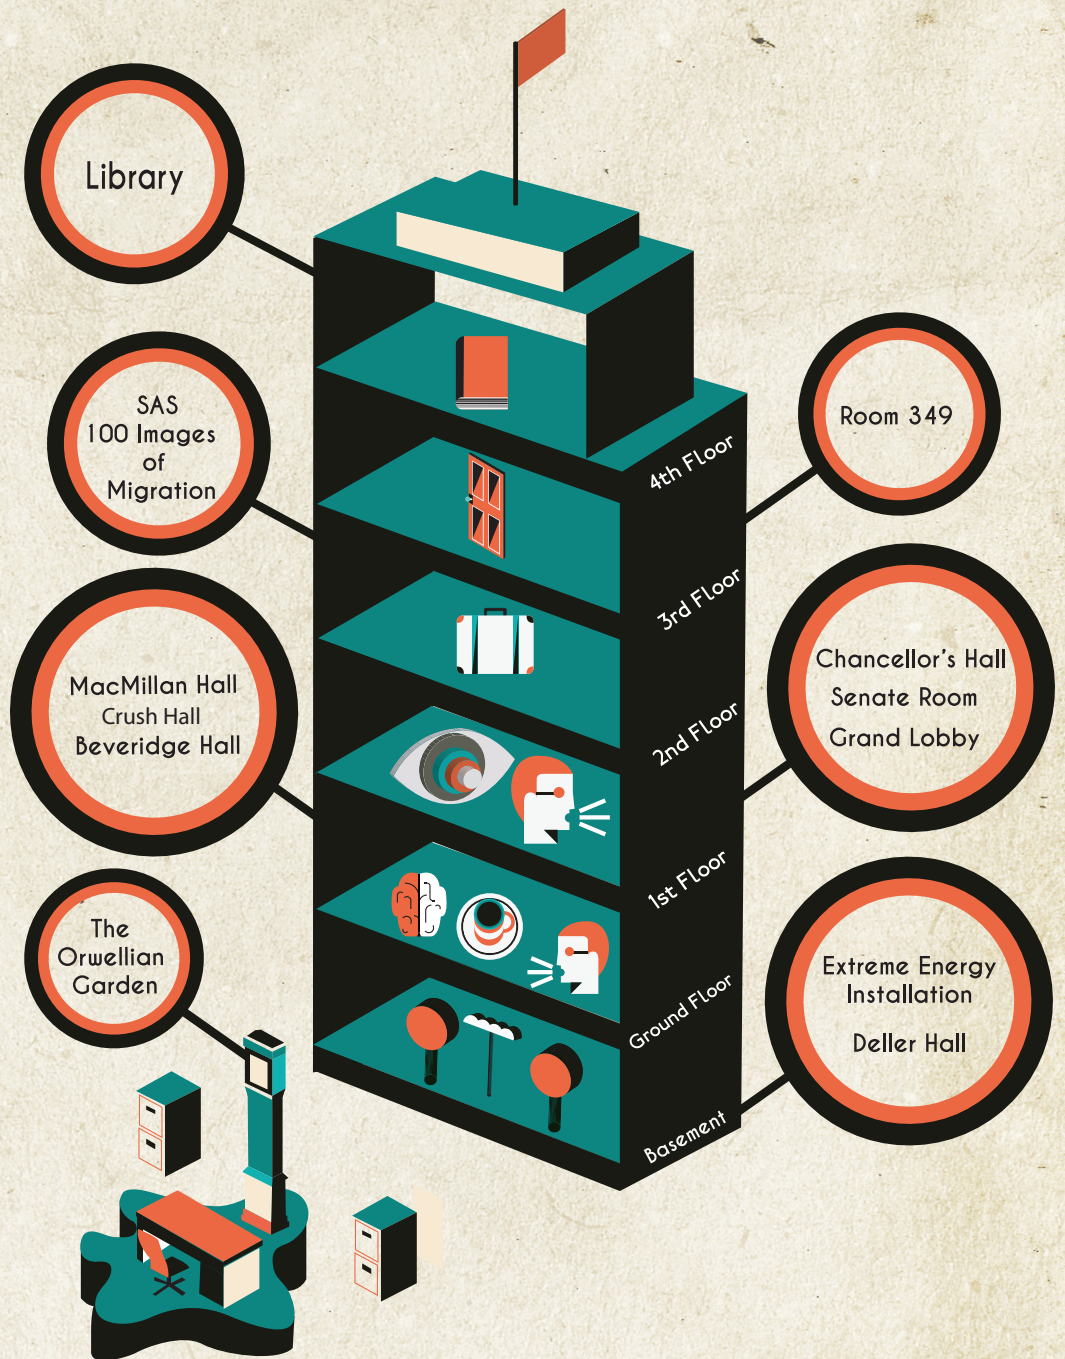 Library
SAS
100 Images
of
Migration
Room 349
4th Floor
3rd Floor
MacMillan Hall
Crush Hall
Beveridge Hall
Chancellor's Hall
Senate Room
Grand Lobby
2nd Floor
1st Floor
The
Orwellian
Garden
Extreme Energy
Installation
Deller Hall
Ground Floor
Basement